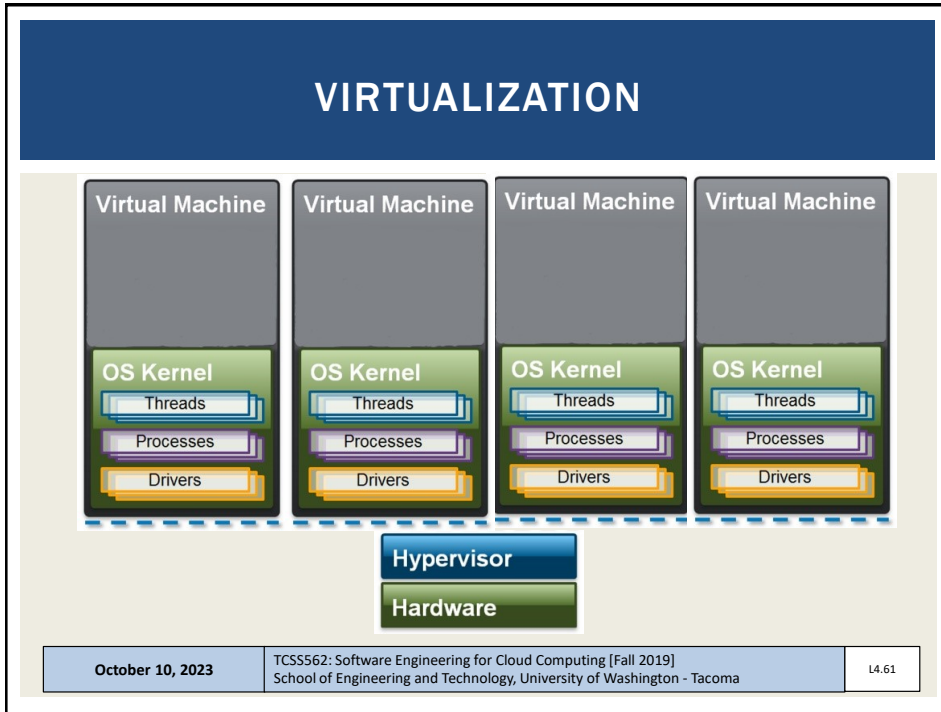 VIRTUALIZATION
Virtual Machine
OS Kernel
Threads
Processes
Drivers
Virtual Machine
OS Kernel
Threads
Processes
Drivers
Virtual Machine
OS Kernel
Threads
Processes
Drivers
Virtual Machine
OS Kernel
Threads
Processes
Drivers
Hypervisor
Hardware
October 10, 2023
TCSS562: Software Engineering for Cloud Computing [Fall 2019]
School of Engineering and Technology, University of Washington - Tacoma
L4.61